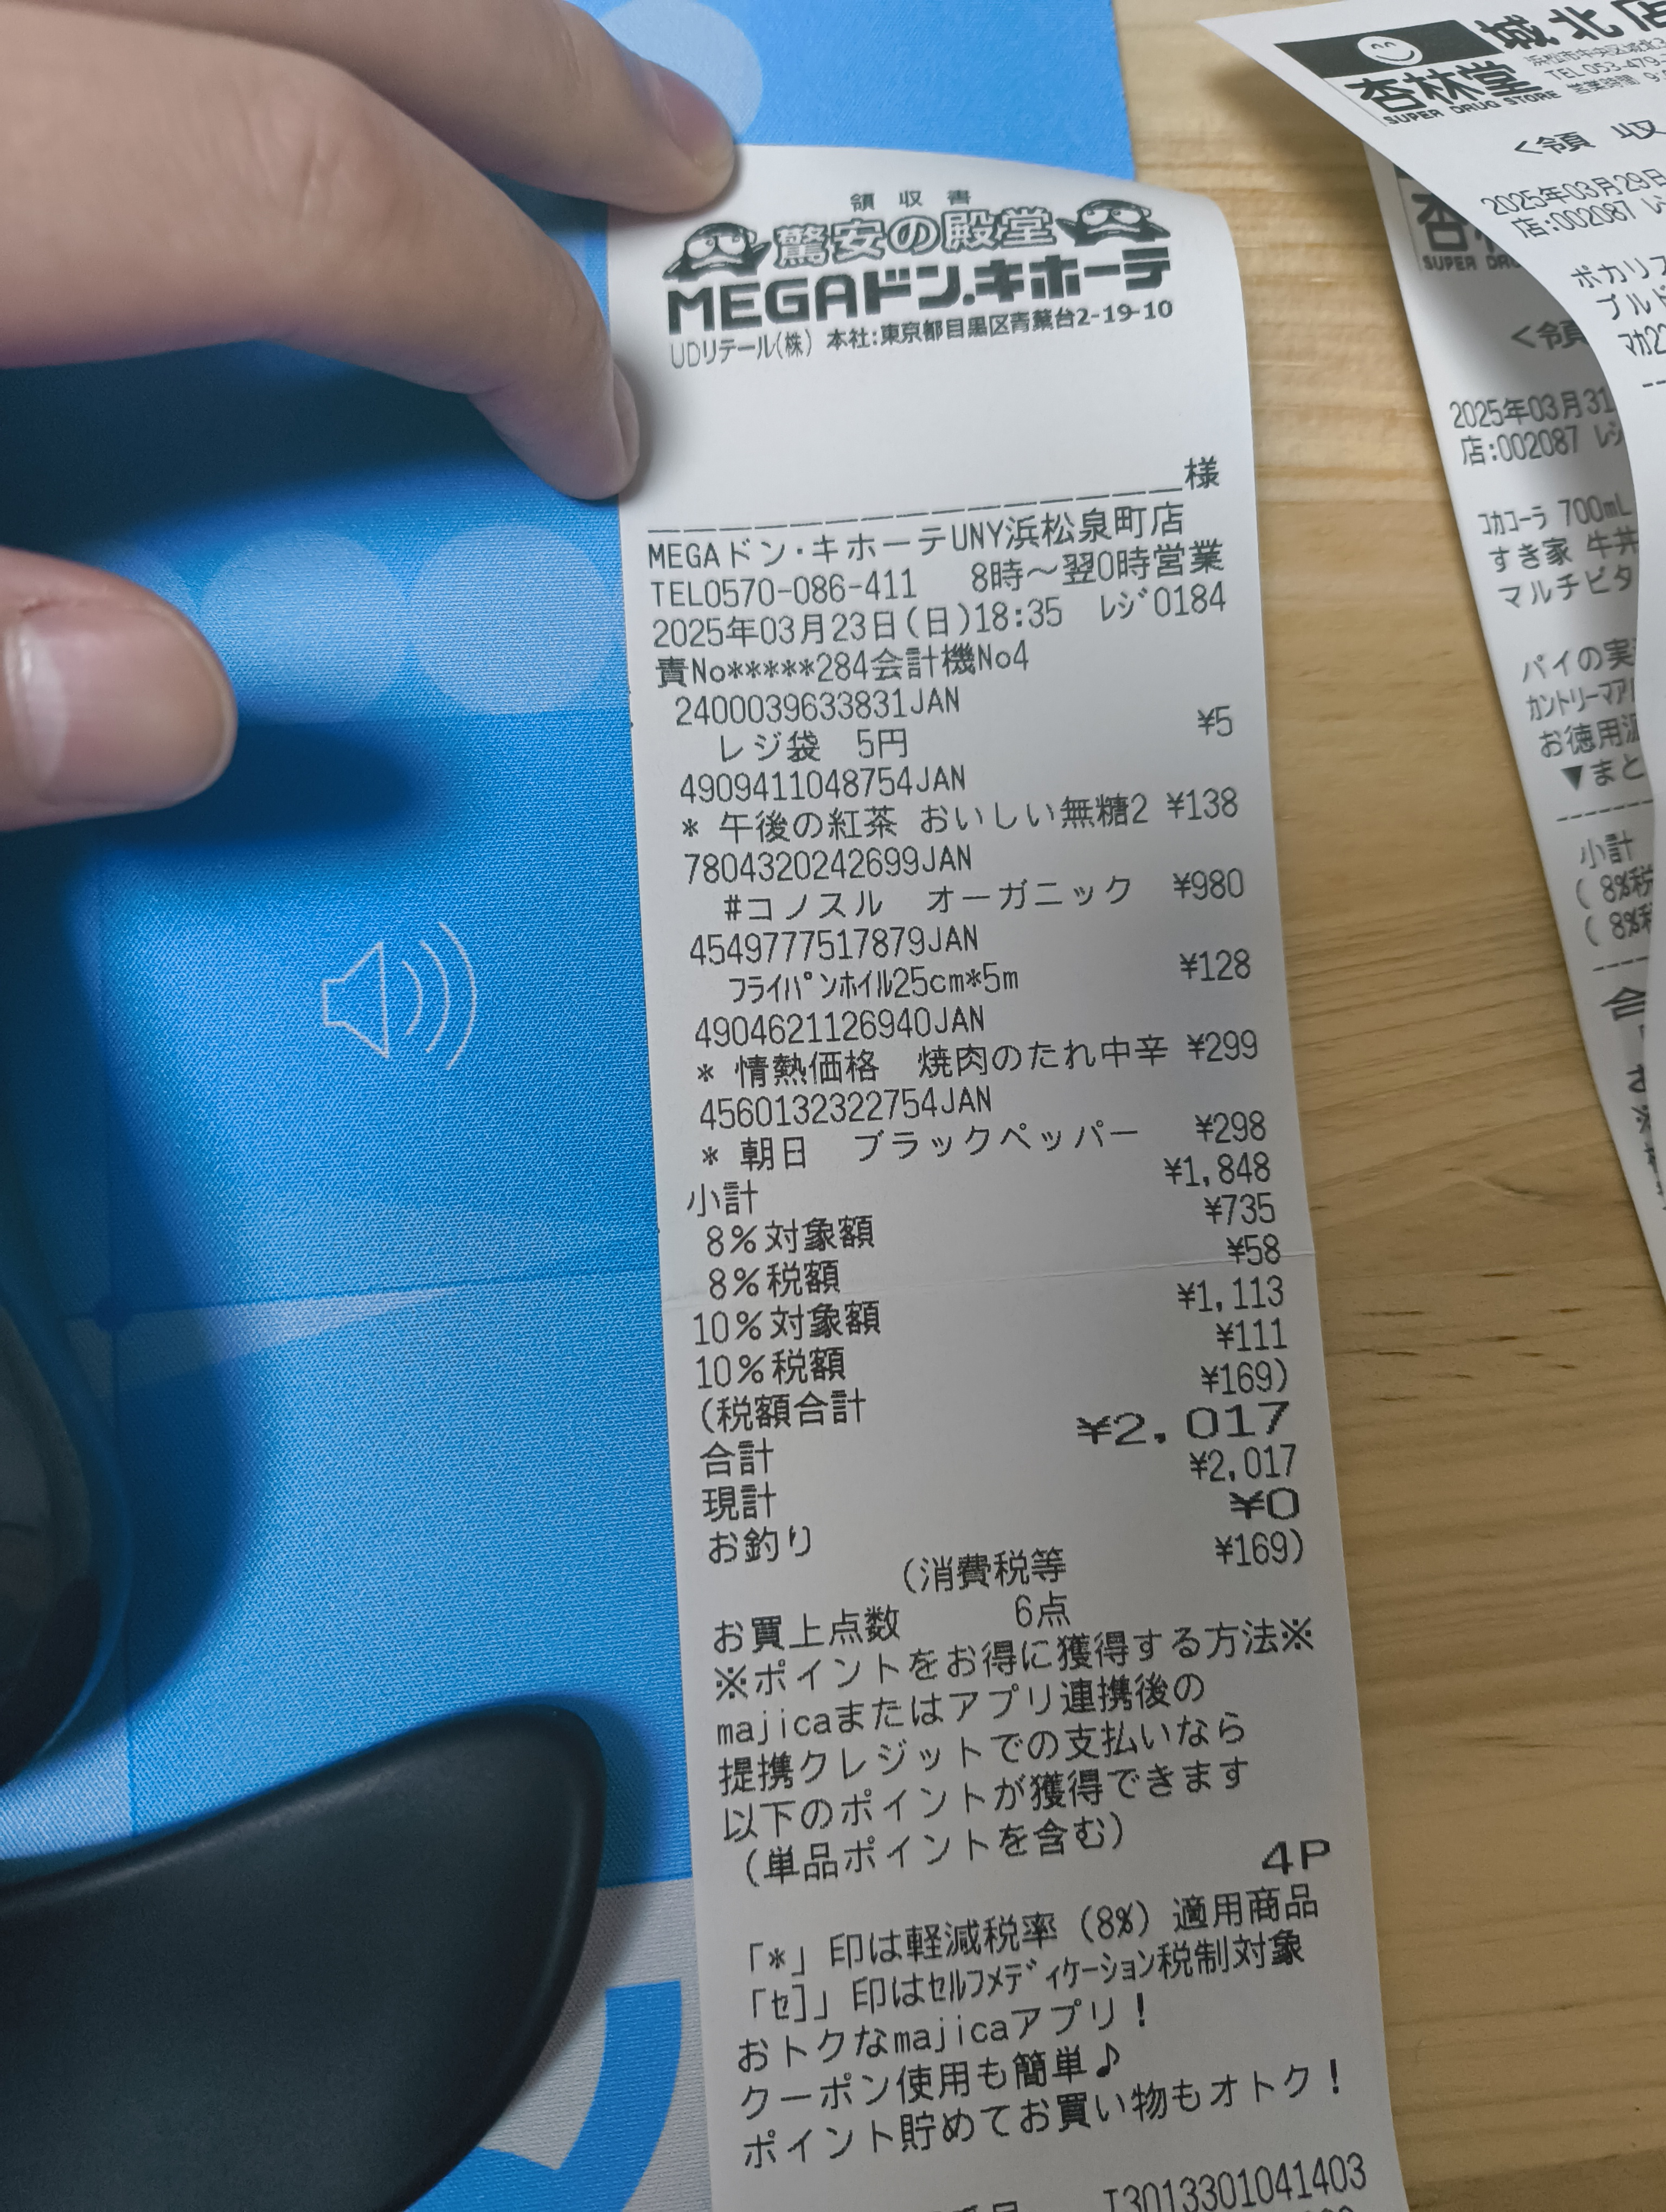 領収書
驚安の殿堂
MEGAドン.キホーテ
UDリテール(株) 本社:東京都目黒区青葉台2-19-10
様
MEGAドン・キホーテUNY浜松泉町店
TEL0570-086-411 8時〜翌0時営業
2025年03月23日(日)18:35 ﾚｼﾞ0184
責No*****284会計機No4
2400039633831JAN
レジ袋 5円 ¥5
4909411048754JAN
* 午後の紅茶 おいしい無糖2 ¥138
7804320242699JAN
#コノスル オーガニック ¥980
4549777517879JAN
ﾌﾗｲﾊﾟﾝﾎｲﾙ25cm*5m ¥128
4904621126940JAN
* 情熱価格 焼肉のたれ中辛 ¥299
4560132322754JAN
* 朝日 ブラックペッパー ¥298
小計 ¥1,848
8%対象額 ¥735
8%税額 ¥58
10%対象額 ¥1,113
10%税額 ¥111
(税額合計 ¥169)
合計 ¥2,017
現計 ¥2,017
お釣り ¥0
(消費税等 ¥169)
お買上点数 6点
※ポイントをお得に獲得する方法※
majicaまたはアプリ連携後の
提携クレジットでの支払いなら
以下のポイントが獲得できます
(単品ポイントを含む)
4P
「*」印は軽減税率(8%)適用商品
「ｾ]」印はｾﾙﾌﾒﾃﾞｨｹｰｼｮﾝ税制対象
おトクなmajicaアプリ!
クーポン使用も簡単♪
ポイント貯めてお買い物もオトク!
T3013301041403
城北店
浜松市中央区城北3
TEL 053-479-
営業時間 9:
杏林堂
SUPER DRUG STORE
<領 収
2025年03月29日
店:002087 レ
ポカリス
ブルド
SUPER DRU
<領
2025年03月31
店:002087 レジ
ｺｶｺｰﾗ 700mL
すき家 牛丼
マルチビタ
パイの実
ｶﾝﾄﾘｰﾏｱ
お徳用
▼まと
小計
( 8%税
( 8%税
合